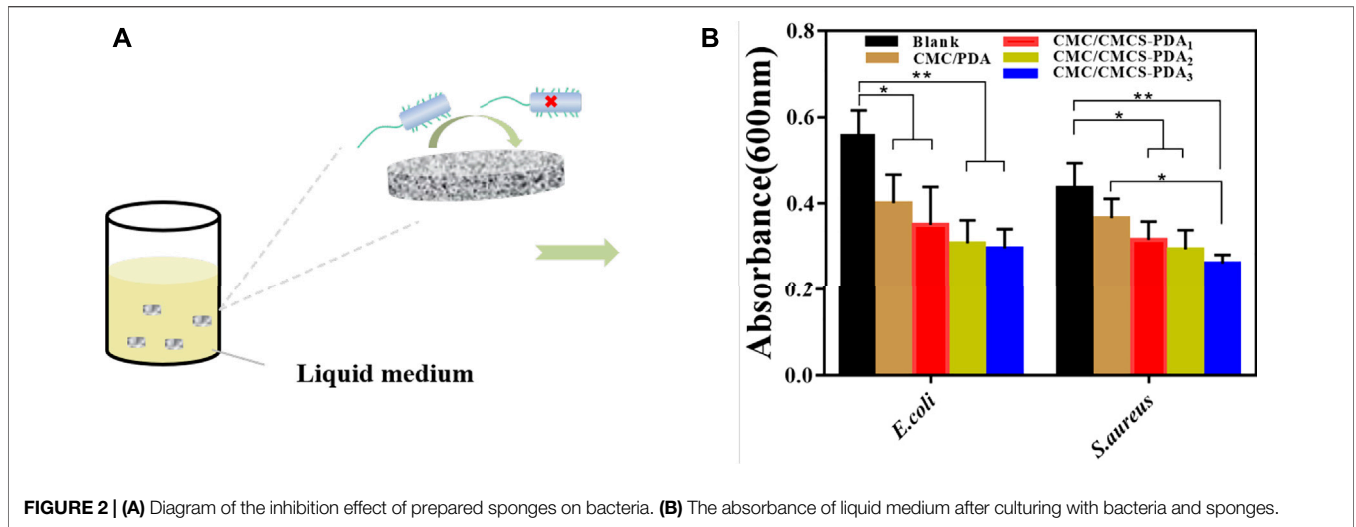 A
Liquid medium
B
Absorbance(600nm)
0.8
0.6
0.4
0.2
0.0
Blank
CMC/PDA
CMC/CMCS-PDA₁
CMC/CMCS-PDA₂
CMC/CMCS-PDA₃
**
*
**
*
*
E.coli
S.aureus
FIGURE 2 | (A) Diagram of the inhibition effect of prepared sponges on bacteria. (B) The absorbance of liquid medium after culturing with bacteria and sponges.